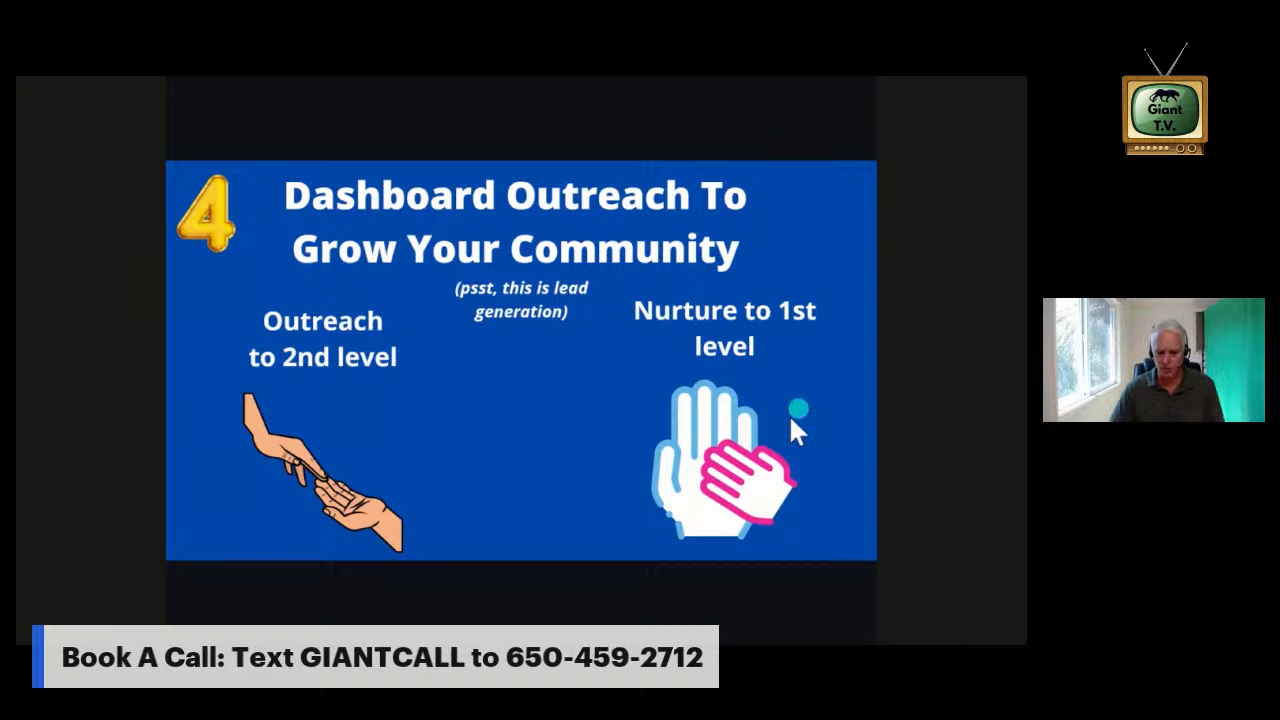 4
Dashboard Outreach To
Grow Your Community
(psst, this is lead
generation)
Outreach
to 2nd level
Nurture to 1st
level
Giant
T.V.
Book A Call: Text GIANTCALL to 650-459-2712